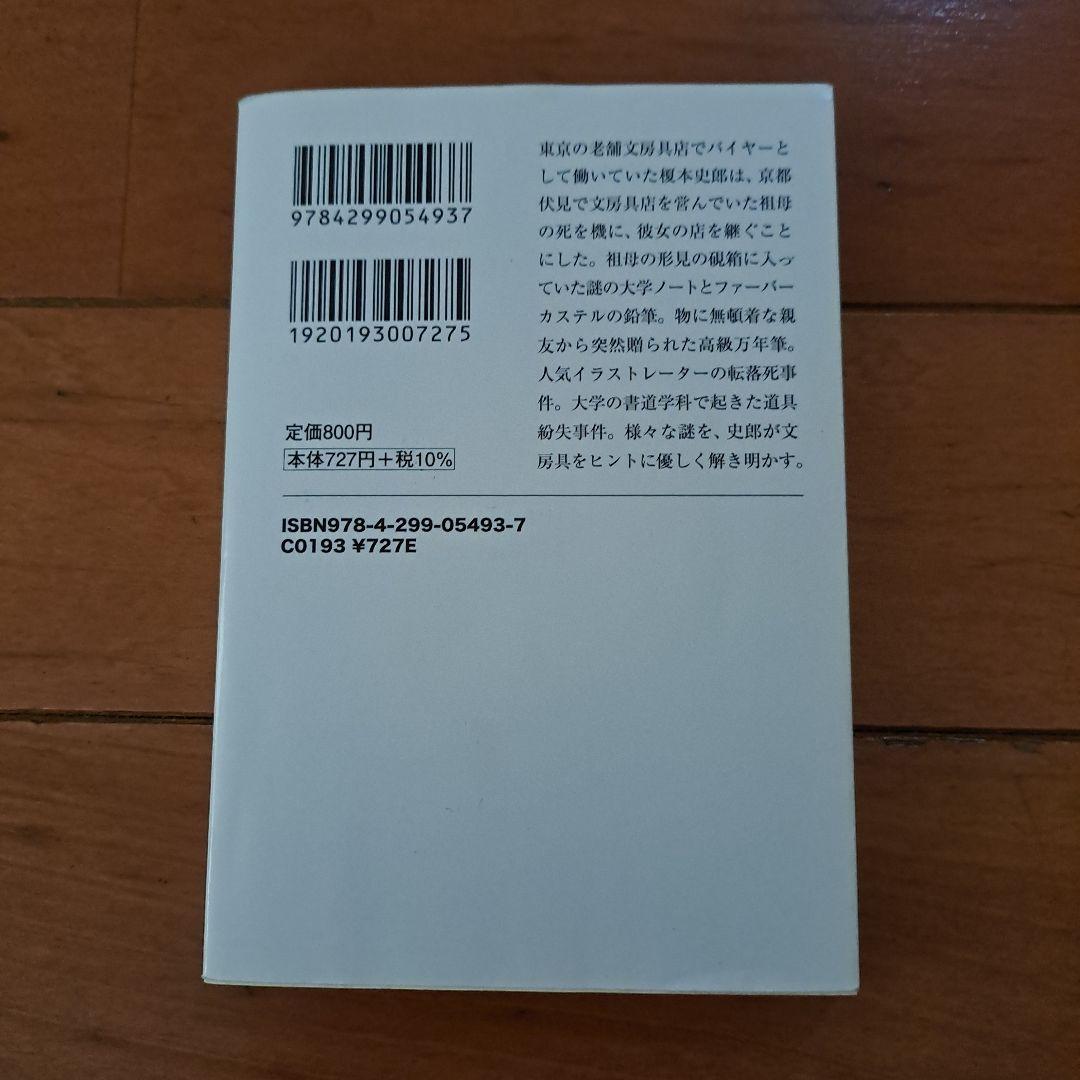 9784299054937
1920193007275
定価800円
本体727円+税10%
東京の老舗文房具店でバイヤーと
して働いていた榎本史郎は、京都
伏見で文房具店を営んでいた祖母
の死を機に、彼女の店を継ぐこと
にした。祖母の形見の硯箱に入っ
ていた謎の大学ノートとファーバー
カステルの鉛筆。物に無頓着な親
友から突然贈られた高級万年筆。
人気イラストレーターの転落死事
件。大学の書道学科で起きた道具
紛失事件。様々な謎を、史郎が文
房具をヒントに優しく解き明かす。
ISBN978-4-299-05493-7
C0193 ¥727E